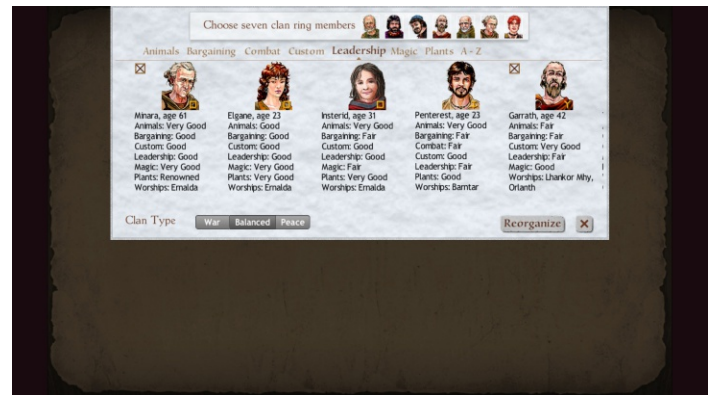 Choose seven clan ring members
Animals Bargaining Combat Custom Leadership Magic Plants A - Z
Minara, age 61
Animals: Very Good
Bargaining: Good
Custom: Good
Leadership: Good
Magic: Very Good
Plants: Renowned
Worships: Ernalda
Elgane, age 23
Animals: Good
Bargaining: Good
Custom: Good
Leadership: Good
Magic: Very Good
Plants: Very Good
Worships: Ernalda
Insterid, age 31
Animals: Very Good
Bargaining: Fair
Custom: Good
Leadership: Good
Magic: Fair
Plants: Very Good
Worships: Ernalda
Penterest, age 23
Animals: Very Good
Bargaining: Fair
Combat: Fair
Custom: Good
Leadership: Fair
Plants: Good
Worships: Barntar
Garrath, age 42
Animals: Fair
Bargaining: Fair
Custom: Very Good
Leadership: Fair
Magic: Good
Worships: Lhankor Mhy,
Orlanth
Clan Type War Balanced Peace
Reorganize